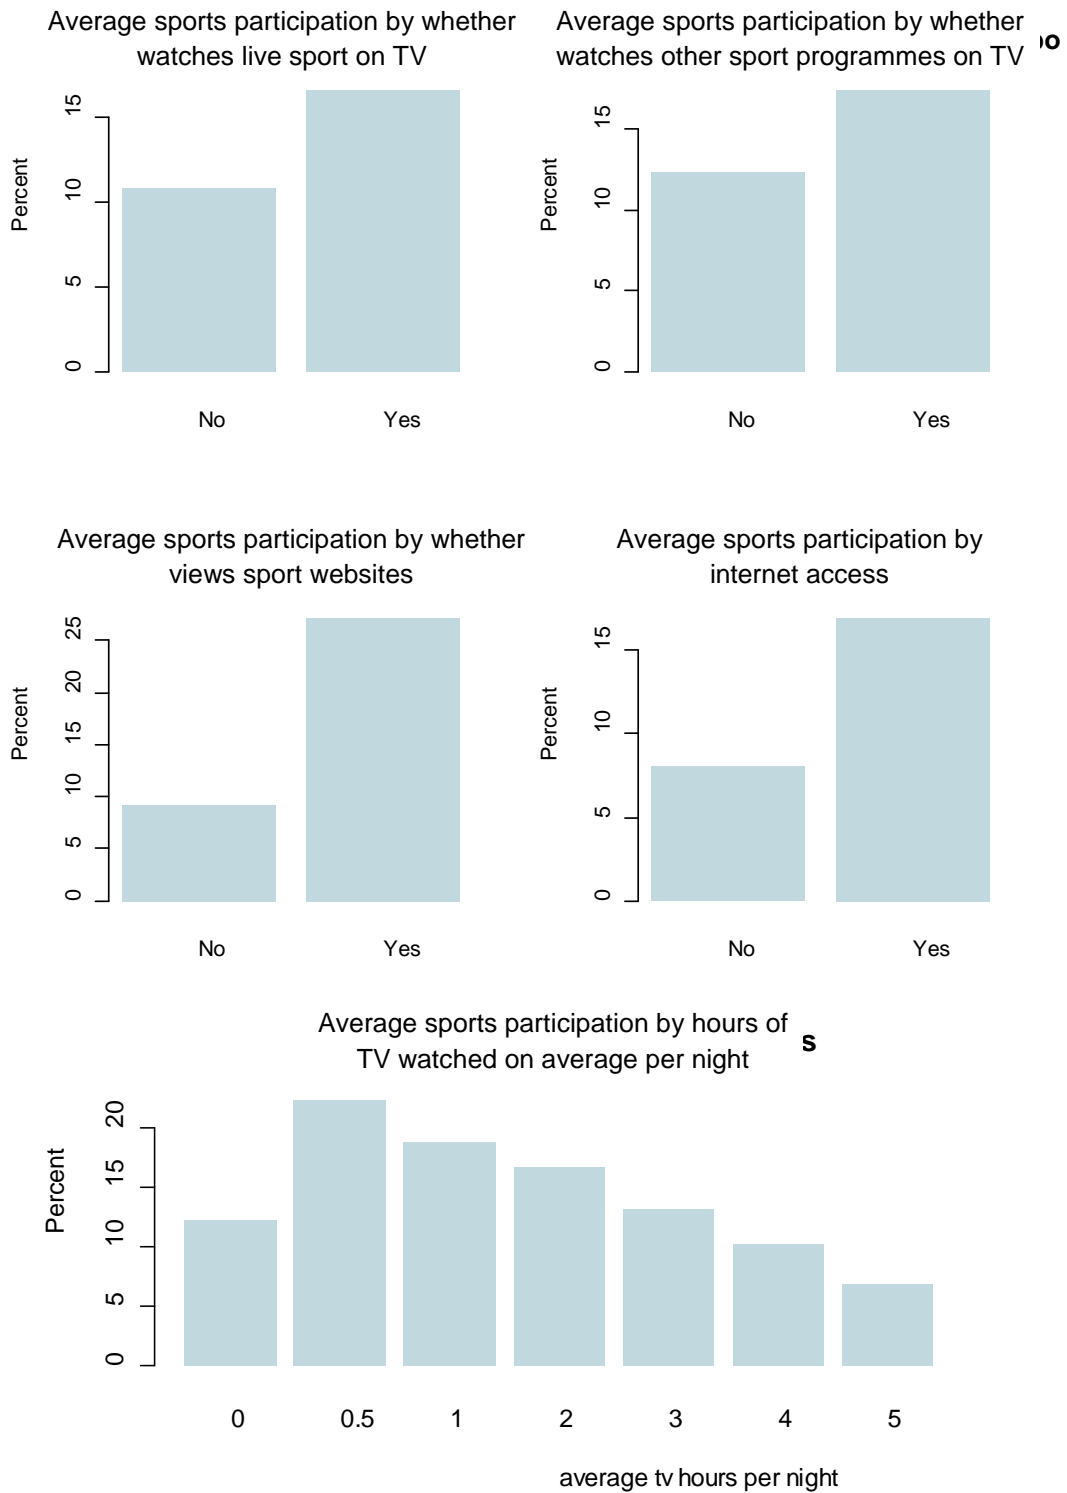 Average sports participation by whether
watches live sport on TV
Percent
15
10
5
0
No Yes
Average sports participation by whether
watches other sport programmes on TV
Percent
15
10
5
0
No Yes
Average sports participation by whether
views sport websites
Percent
25
20
15
10
5
0
No Yes
Average sports participation by
internet access
Percent
15
10
5
0
No Yes
Average sports participation by hours of
TV watched on average per night
s
Percent
20
15
10
5
0
0 0.5 1 2 3 4 5
average tv hours per night